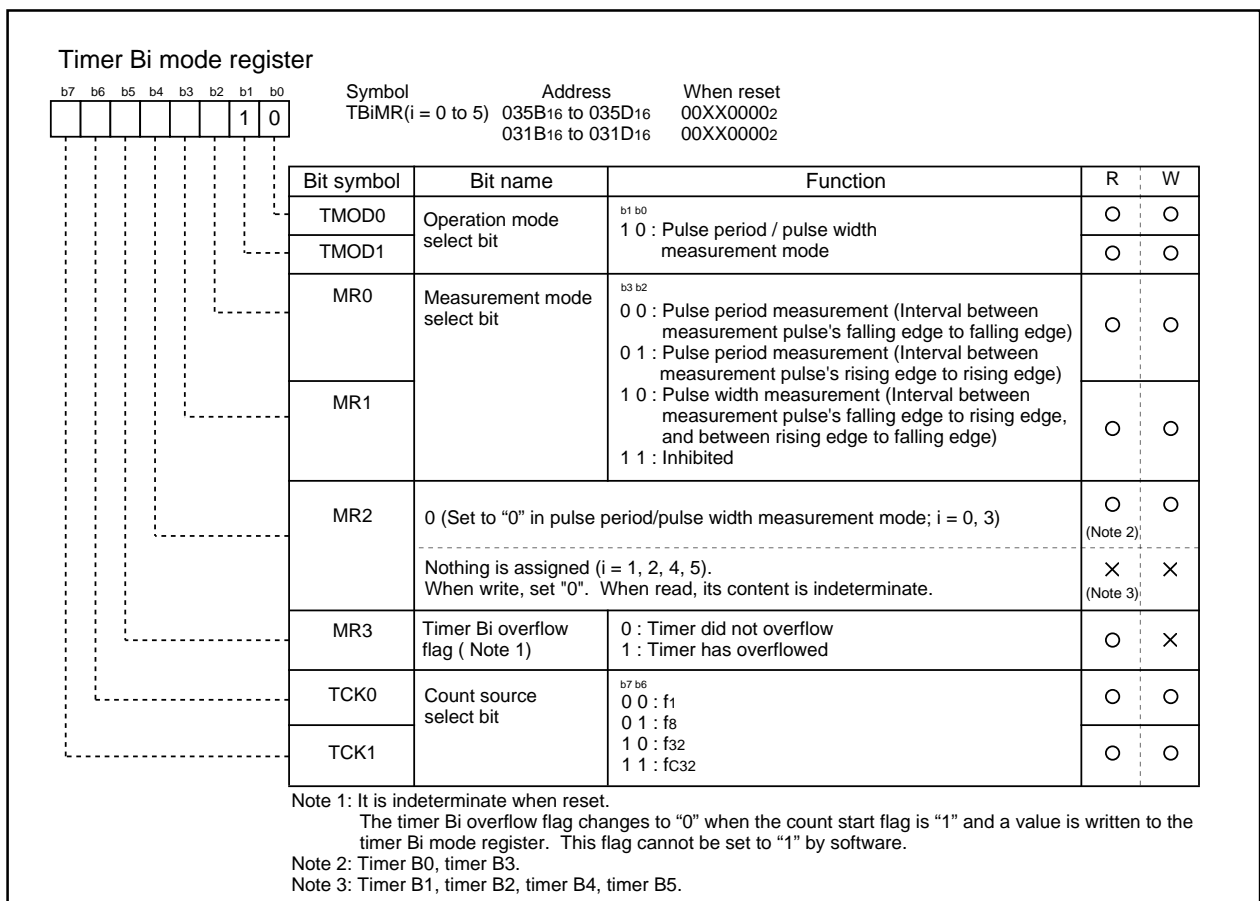 Timer Bi mode register
b7 b6 b5 b4 b3 b2 b1 b0
1 0
Symbol Address When reset
TBiMR(i = 0 to 5) 035B16 to 035D16 00XX00002
031B16 to 031D16 00XX00002
Bit symbol Bit name Function R W
TMOD0
TMOD1
Operation mode
select bit
b1 b0
1 0 : Pulse period / pulse width
measurement mode
MR0
MR1
Measurement mode
select bit
b3 b2
0 0 : Pulse period measurement (Interval between
measurement pulse's falling edge to falling edge)
0 1 : Pulse period measurement (Interval between
measurement pulse's rising edge to rising edge)
1 0 : Pulse width measurement (Interval between
measurement pulse's falling edge to rising edge,
and between rising edge to falling edge)
1 1 : Inhibited
MR2
0 (Set to “0” in pulse period/pulse width measurement mode; i = 0, 3)
(Note 2)
Nothing is assigned (i = 1, 2, 4, 5).
When write, set "0". When read, its content is indeterminate.
(Note 3)
MR3
Timer Bi overflow
flag ( Note 1)
0 : Timer did not overflow
1 : Timer has overflowed
TCK0
TCK1
Count source
select bit
b7 b6
0 0 : f1
0 1 : f8
1 0 : f32
1 1 : fC32
Note 1: It is indeterminate when reset.
The timer Bi overflow flag changes to “0” when the count start flag is “1” and a value is written to the
timer Bi mode register. This flag cannot be set to “1” by software.
Note 2: Timer B0, timer B3.
Note 3: Timer B1, timer B2, timer B4, timer B5.